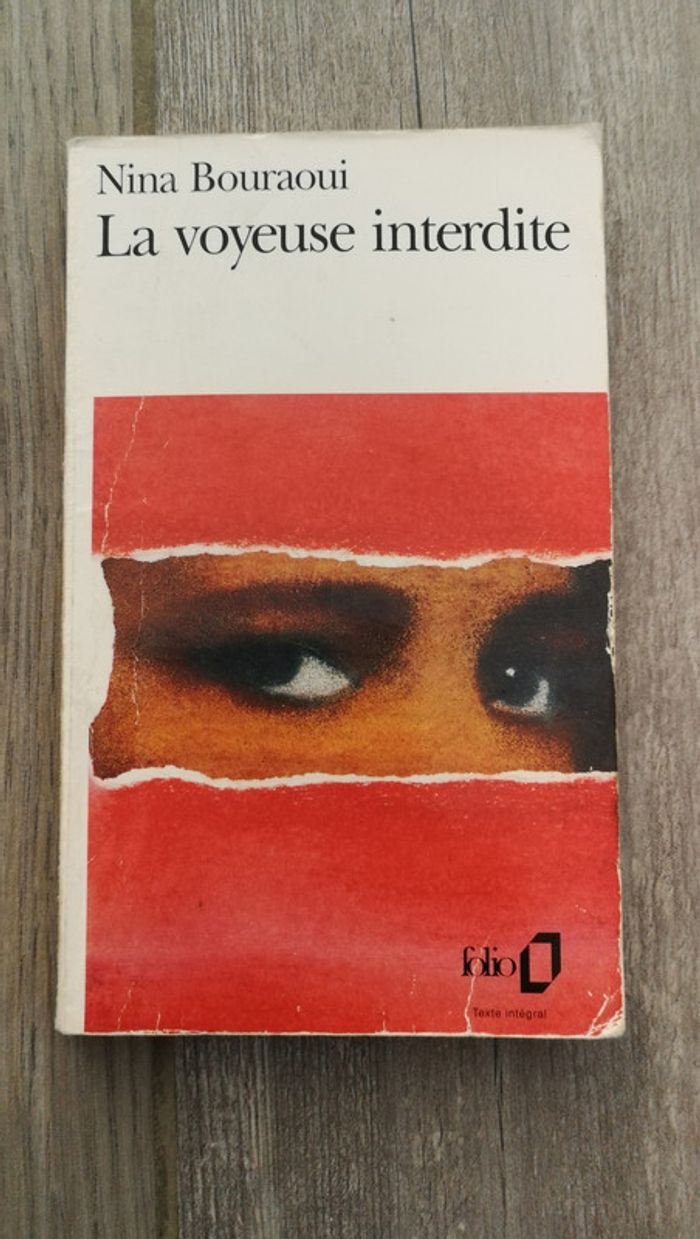 Nina Bouraoui
La voyeuse interdite
folio
Texte intégral